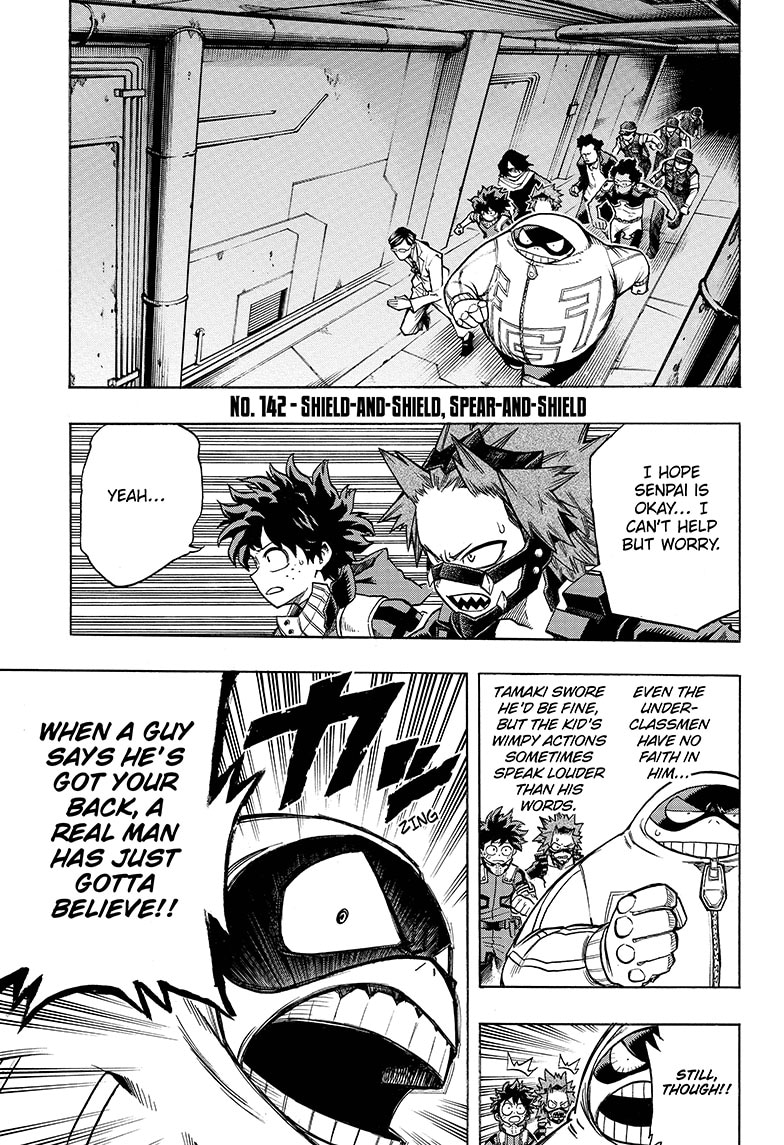 NO. 142 - SHIELD-AND-SHIELD, SPEAR-AND-SHIELD
I HOPE
SENPAI IS
OKAY... I
CAN'T HELP
BUT WORRY.
YEAH...
EVEN THE
UNDER-
CLASSMEN
HAVE NO
FAITH IN
HIM...
TAMAKI SWORE
HE'D BE FINE,
BUT THE KID'S
WIMPY ACTIONS
SOMETIMES
SPEAK LOUDER
THAN HIS
WORDS.
STILL,
THOUGH!!
カッ
ZING
WHEN A GUY
SAYS HE'S
GOT YOUR
BACK, A
REAL MAN
HAS JUST
GOTTA
BELIEVE!!